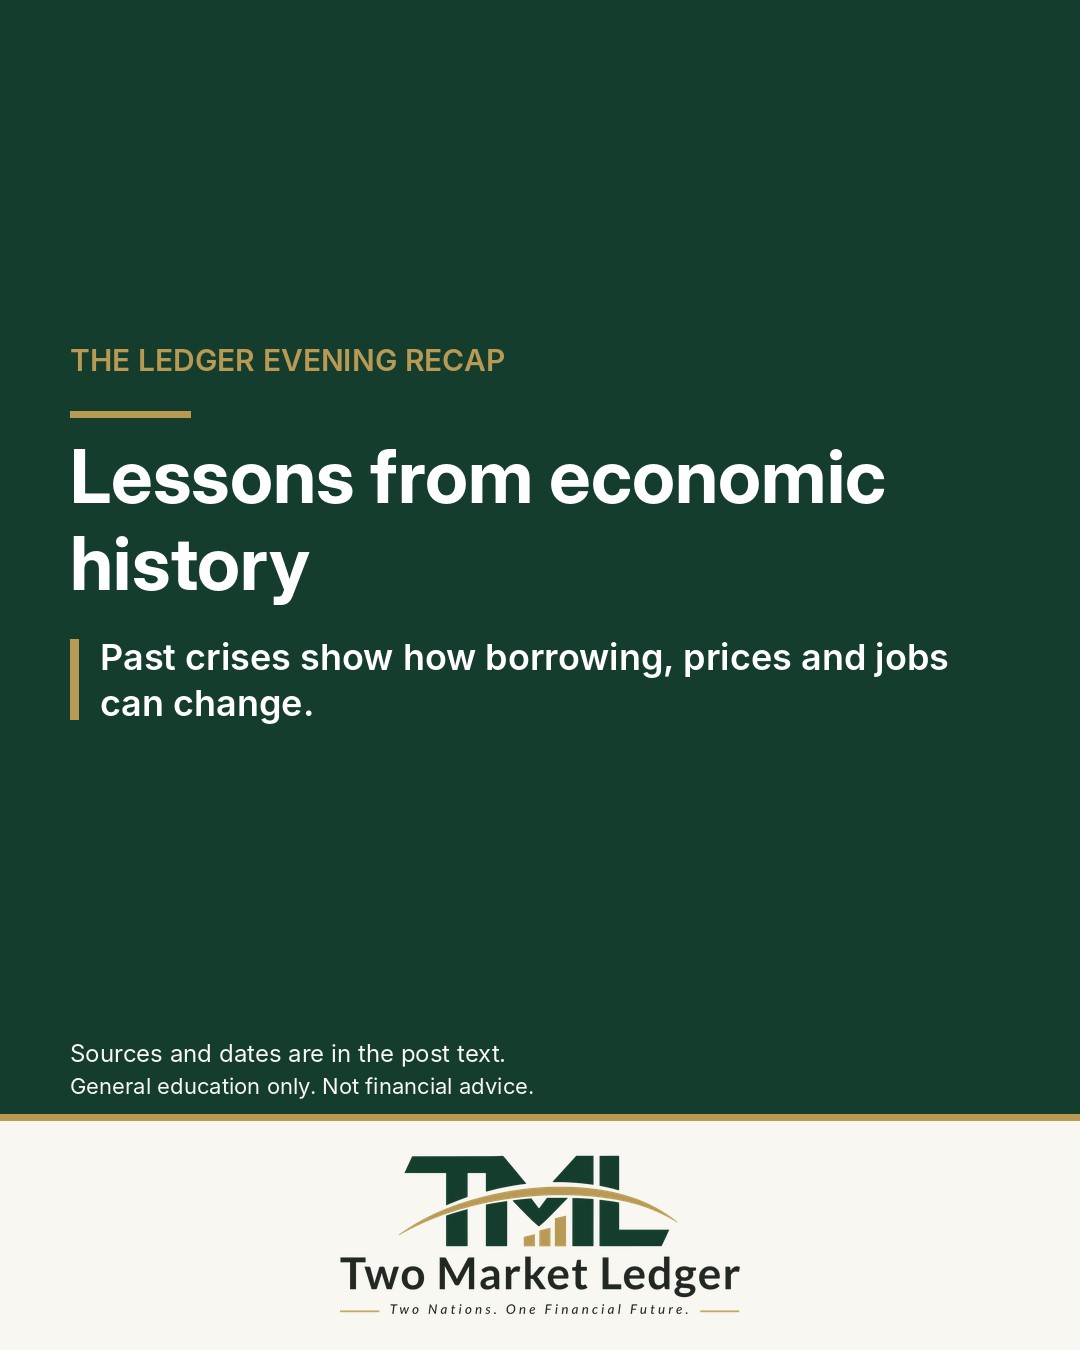 THE LEDGER EVENING RECAP
Lessons from economic
history
Past crises show how borrowing, prices and jobs
can change.
Sources and dates are in the post text.
General education only. Not financial advice.
TML
Two Market Ledger
Two Nations. One Financial Future.